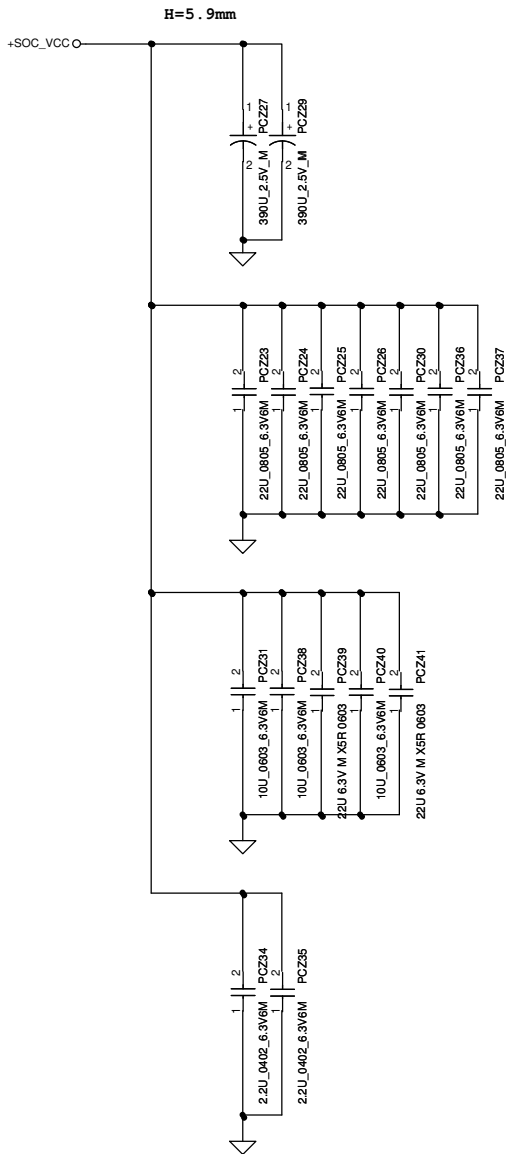 H=5.9mm
+SOC_VCC
1
+
2
PCZ27
390U_2.5V_M
1
+
2
PCZ29
390U_2.5V_M
2
1
PCZ23
22U_0805_6.3V6M
2
1
PCZ24
22U_0805_6.3V6M
2
1
PCZ25
22U_0805_6.3V6M
2
1
PCZ26
22U_0805_6.3V6M
2
1
PCZ30
22U_0805_6.3V6M
2
1
PCZ36
22U_0805_6.3V6M
2
1
PCZ37
22U_0805_6.3V6M
2
1
PCZ31
10U_0603_6.3V6M
2
1
PCZ38
10U_0603_6.3V6M
2
1
PCZ39
22U 6.3V M X5R 0603
2
1
PCZ40
10U_0603_6.3V6M
2
1
PCZ41
22U 6.3V M X5R 0603
2
1
PCZ34
2.2U_0402_6.3V6M
2
1
PCZ35
2.2U_0402_6.3V6M